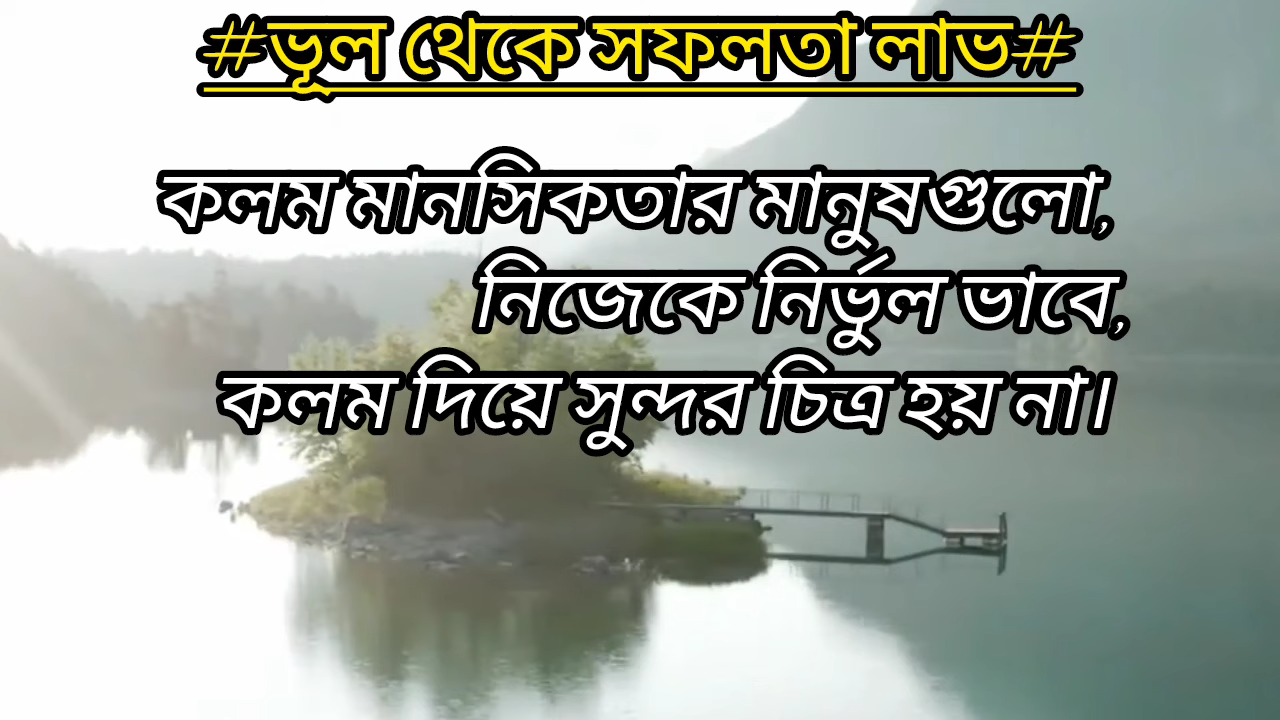 #ভূল থেকে সফলতা লাভ#
কলম মানসিকতার মানুষগুলো,
নিজেকে নির্ভুল ভাবে,
কলম দিয়ে সুন্দর চিত্র হয় না।